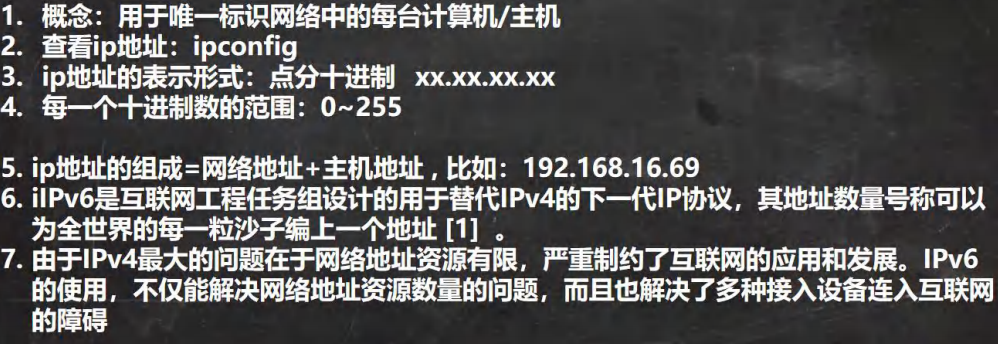 1. 概念：用于唯一标识网络中的每台计算机/主机
2. 查看ip地址：ipconfig
3. ip地址的表示形式：点分十进制 xx.xx.xx.xx
4. 每一个十进制数的范围：0~255
5. ip地址的组成=网络地址+主机地址，比如：192.168.16.69
6. iIPv6是互联网工程任务组设计的用于替代IPv4的下一代IP协议，其地址数量号称可以
为全世界的每一粒沙子编上一个地址 [1] 。
7. 由于IPv4最大的问题在于网络地址资源有限，严重制约了互联网的应用和发展。IPv6
的使用，不仅能解决网络地址资源数量的问题，而且也解决了多种接入设备连入互联网
的障碍